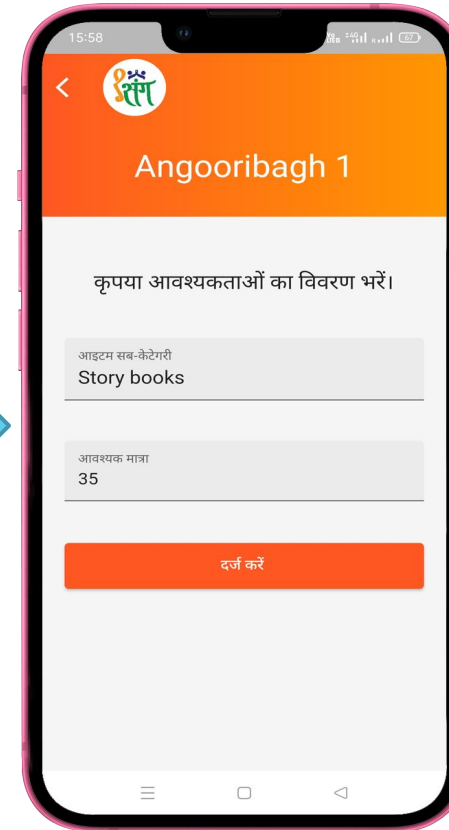 15:58
67
संग
Angooribagh 1
कृपया आवश्यकताओं का विवरण भरें।
आइटम सब-केटेगरी
Story books
आवश्यक मात्रा
35
दर्ज करें